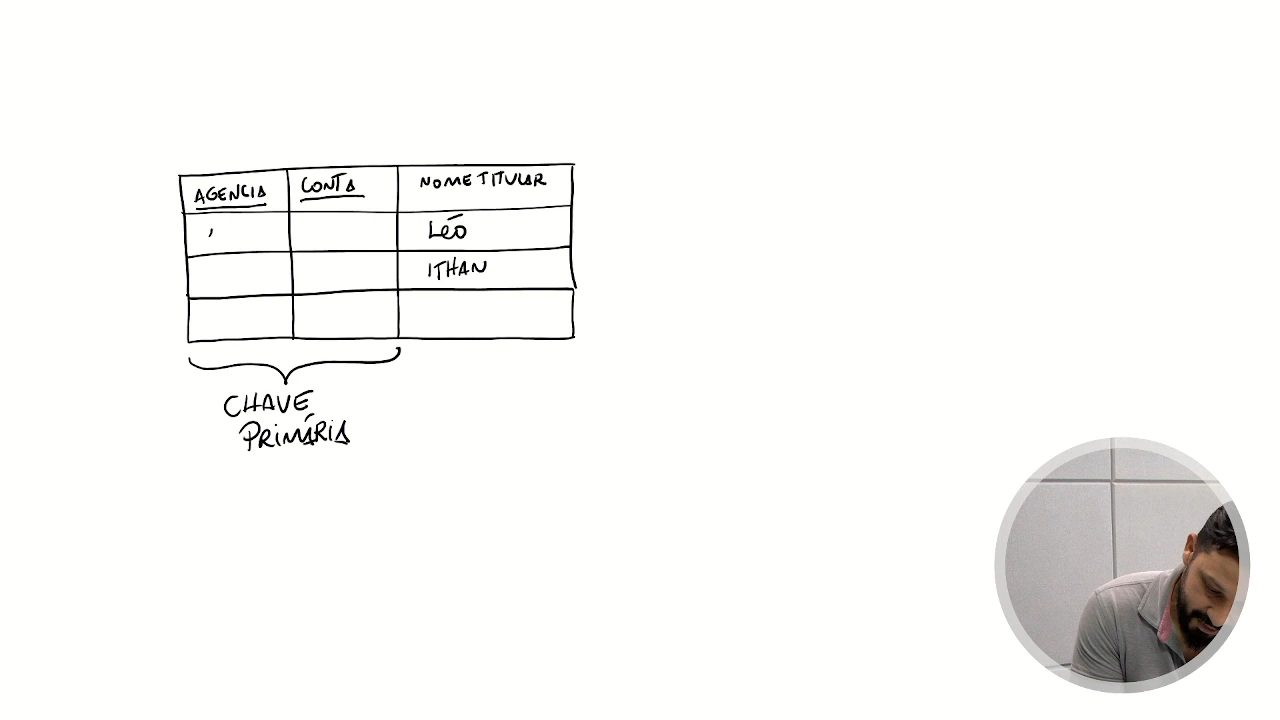 AGENCIA CONTA NOME TITULAR
LÉO
ITHAN
CHAVE
PRIMÁRIA